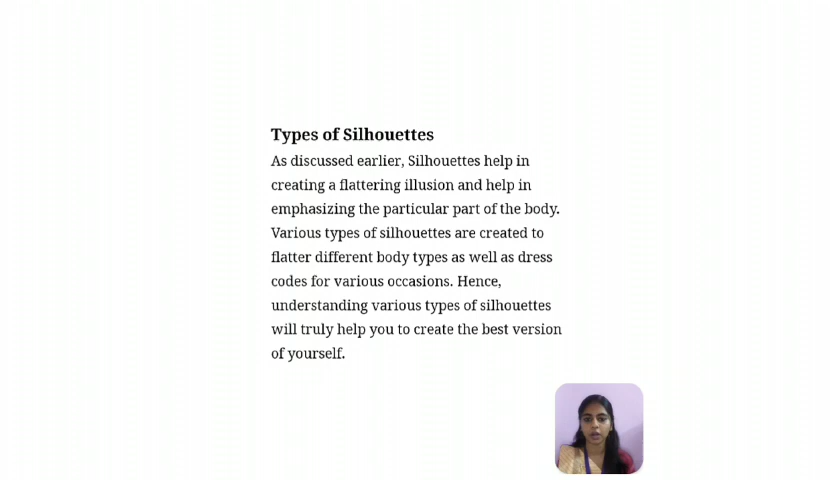 Types of Silhouettes
As discussed earlier, Silhouettes help in
creating a flattering illusion and help in
emphasizing the particular part of the body.
Various types of silhouettes are created to
flatter different body types as well as dress
codes for various occasions. Hence,
understanding various types of silhouettes
will truly help you to create the best version
of yourself.